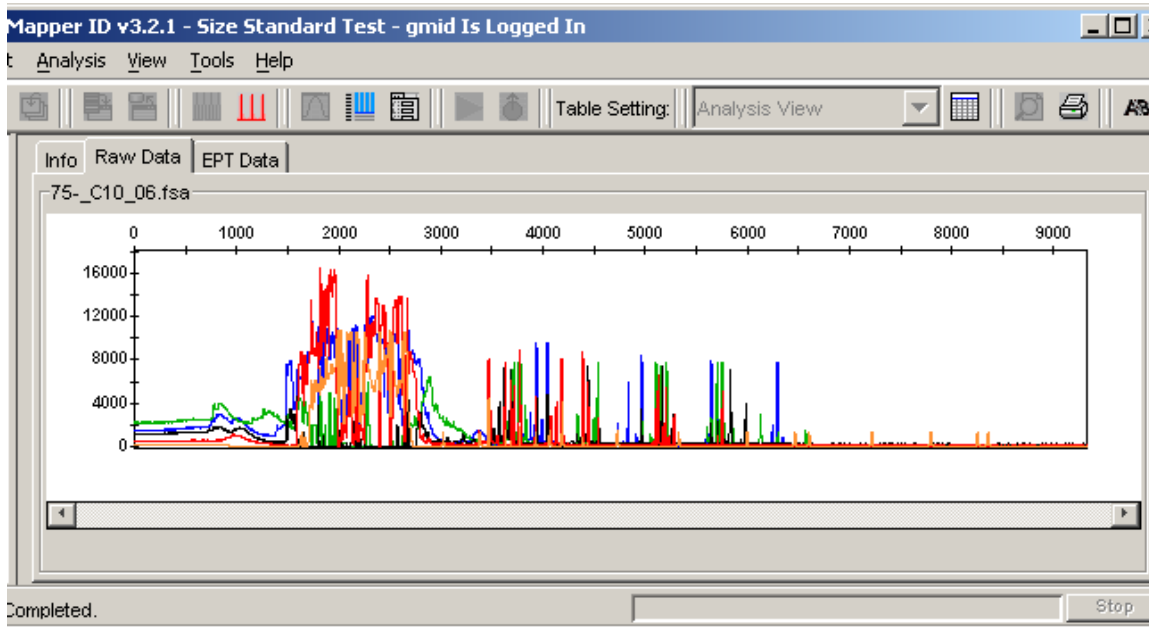 Mapper ID v3.2.1 - Size Standard Test - gmid Is Logged In
t Analysis View Tools Help
Table Setting: Analysis View
Info Raw Data EPT Data
75-_C10_06.fsa
0 1000 2000 3000 4000 5000 6000 7000 8000 9000
16000
12000
8000
4000
0
Completed.
Stop